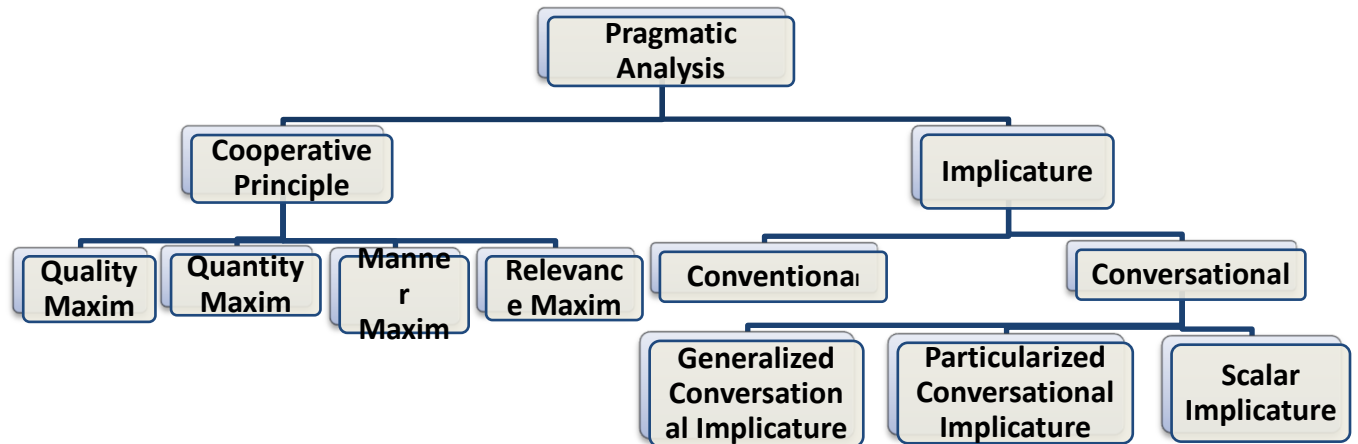 Pragmatic
Analysis
Cooperative
Principle
Implicature
Quality
Maxim
Quantity
Maxim
Manne
r
Maxim
Relevanc
e Maxim
Conventional
Conversational
Generalized
Conversation
al Implicature
Particularized
Conversational
Implicature
Scalar
Implicature